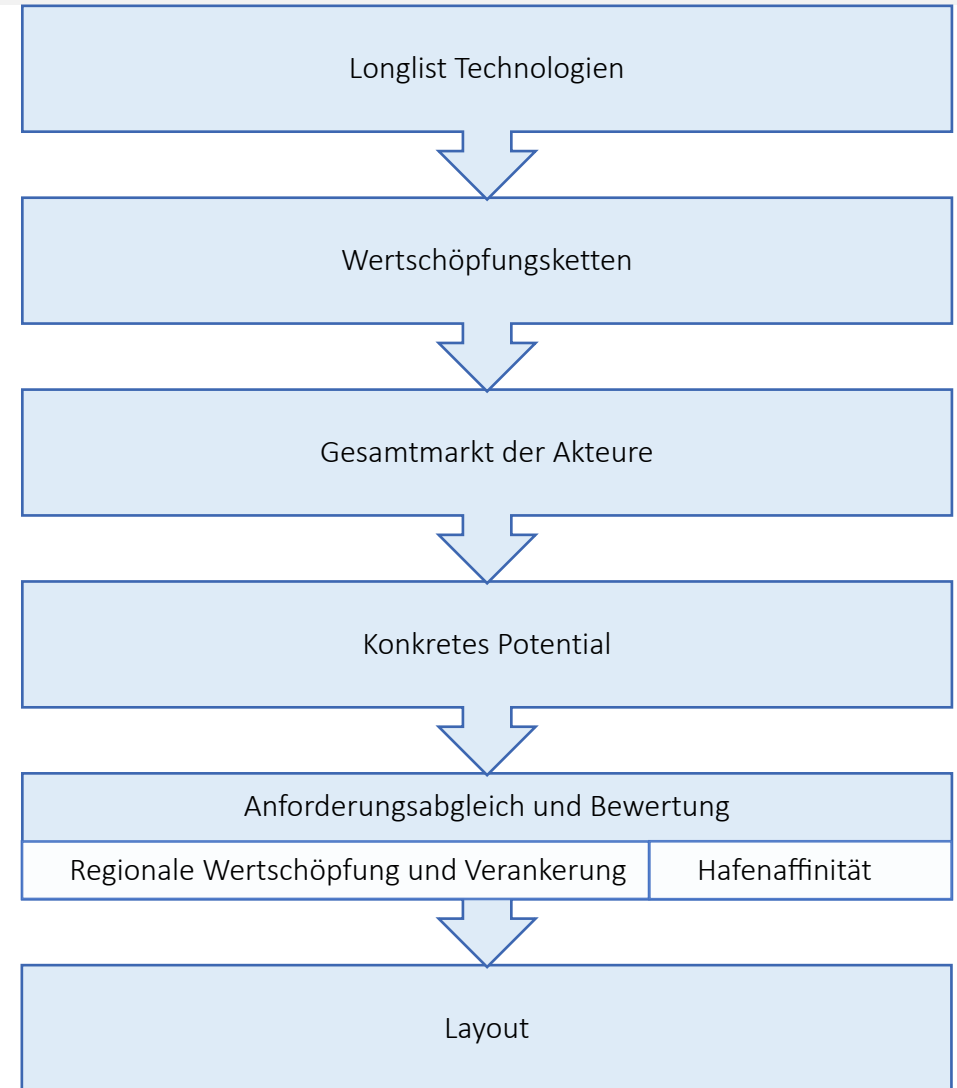 Longlist Technologien
Wertschöpfungsketten
Gesamtmarkt der Akteure
Konkretes Potential
Anforderungsabgleich und Bewertung
Regionale Wertschöpfung und Verankerung
Hafenaffinität
Layout